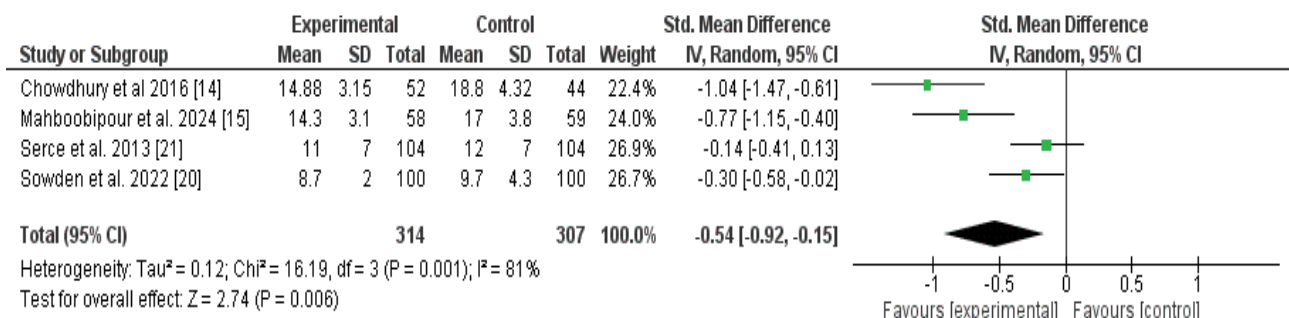 Experimental Control Std. Mean Difference Std. Mean Difference
Study or Subgroup Mean SD Total Mean SD Total Weight IV, Random, 95% CI IV, Random, 95% CI
Chowdhury et al 2016 [14] 14.88 3.15 52 18.8 4.32 44 22.4% -1.04 [-1.47, -0.61]
Mahboobipour et al. 2024 [15] 14.3 3.1 58 17 3.8 59 24.0% -0.77 [-1.15, -0.40]
Serce et al. 2013 [21] 11 7 104 12 7 104 26.9% -0.14 [-0.41, 0.13]
Sowden et al. 2022 [20] 8.7 2 100 9.7 4.3 100 26.7% -0.30 [-0.58, -0.02]
Total (95% CI) 314 307 100.0% -0.54 [-0.92, -0.15]
Heterogeneity: Tau² = 0.12; Chi² = 16.19, df = 3 (P = 0.001); I² = 81%
Test for overall effect: Z = 2.74 (P = 0.006)
-1 -0.5 0 0.5 1
Favours [experimental] Favours [control]